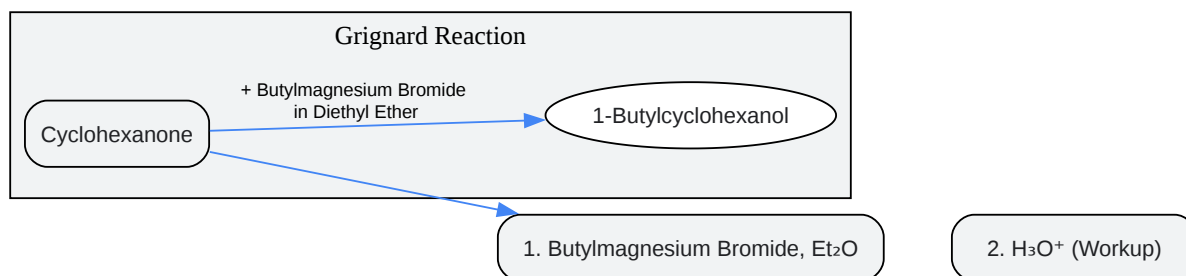 Grignard Reaction
+ Butylmagnesium Bromide
in Diethyl Ether
Cyclohexanone
1-Butylcyclohexanol
1. Butylmagnesium Bromide, Et₂O
2. H₃O⁺ (Workup)